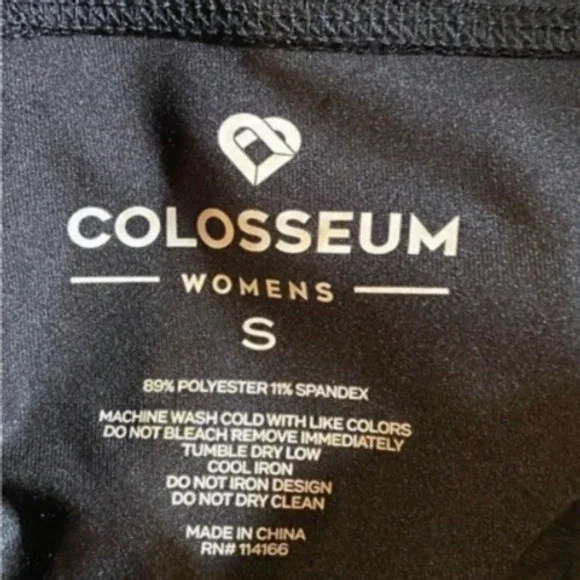 COLOSSEUM
WOMENS
S
89% POLYESTER 11% SPANDEX
MACHINE WASH COLD WITH LIKE COLORS
DO NOT BLEACH REMOVE IMMEDIATELY
TUMBLE DRY LOW
COOL IRON
DO NOT IRON DESIGN
DO NOT DRY CLEAN
MADE IN CHINA
RN# 114166